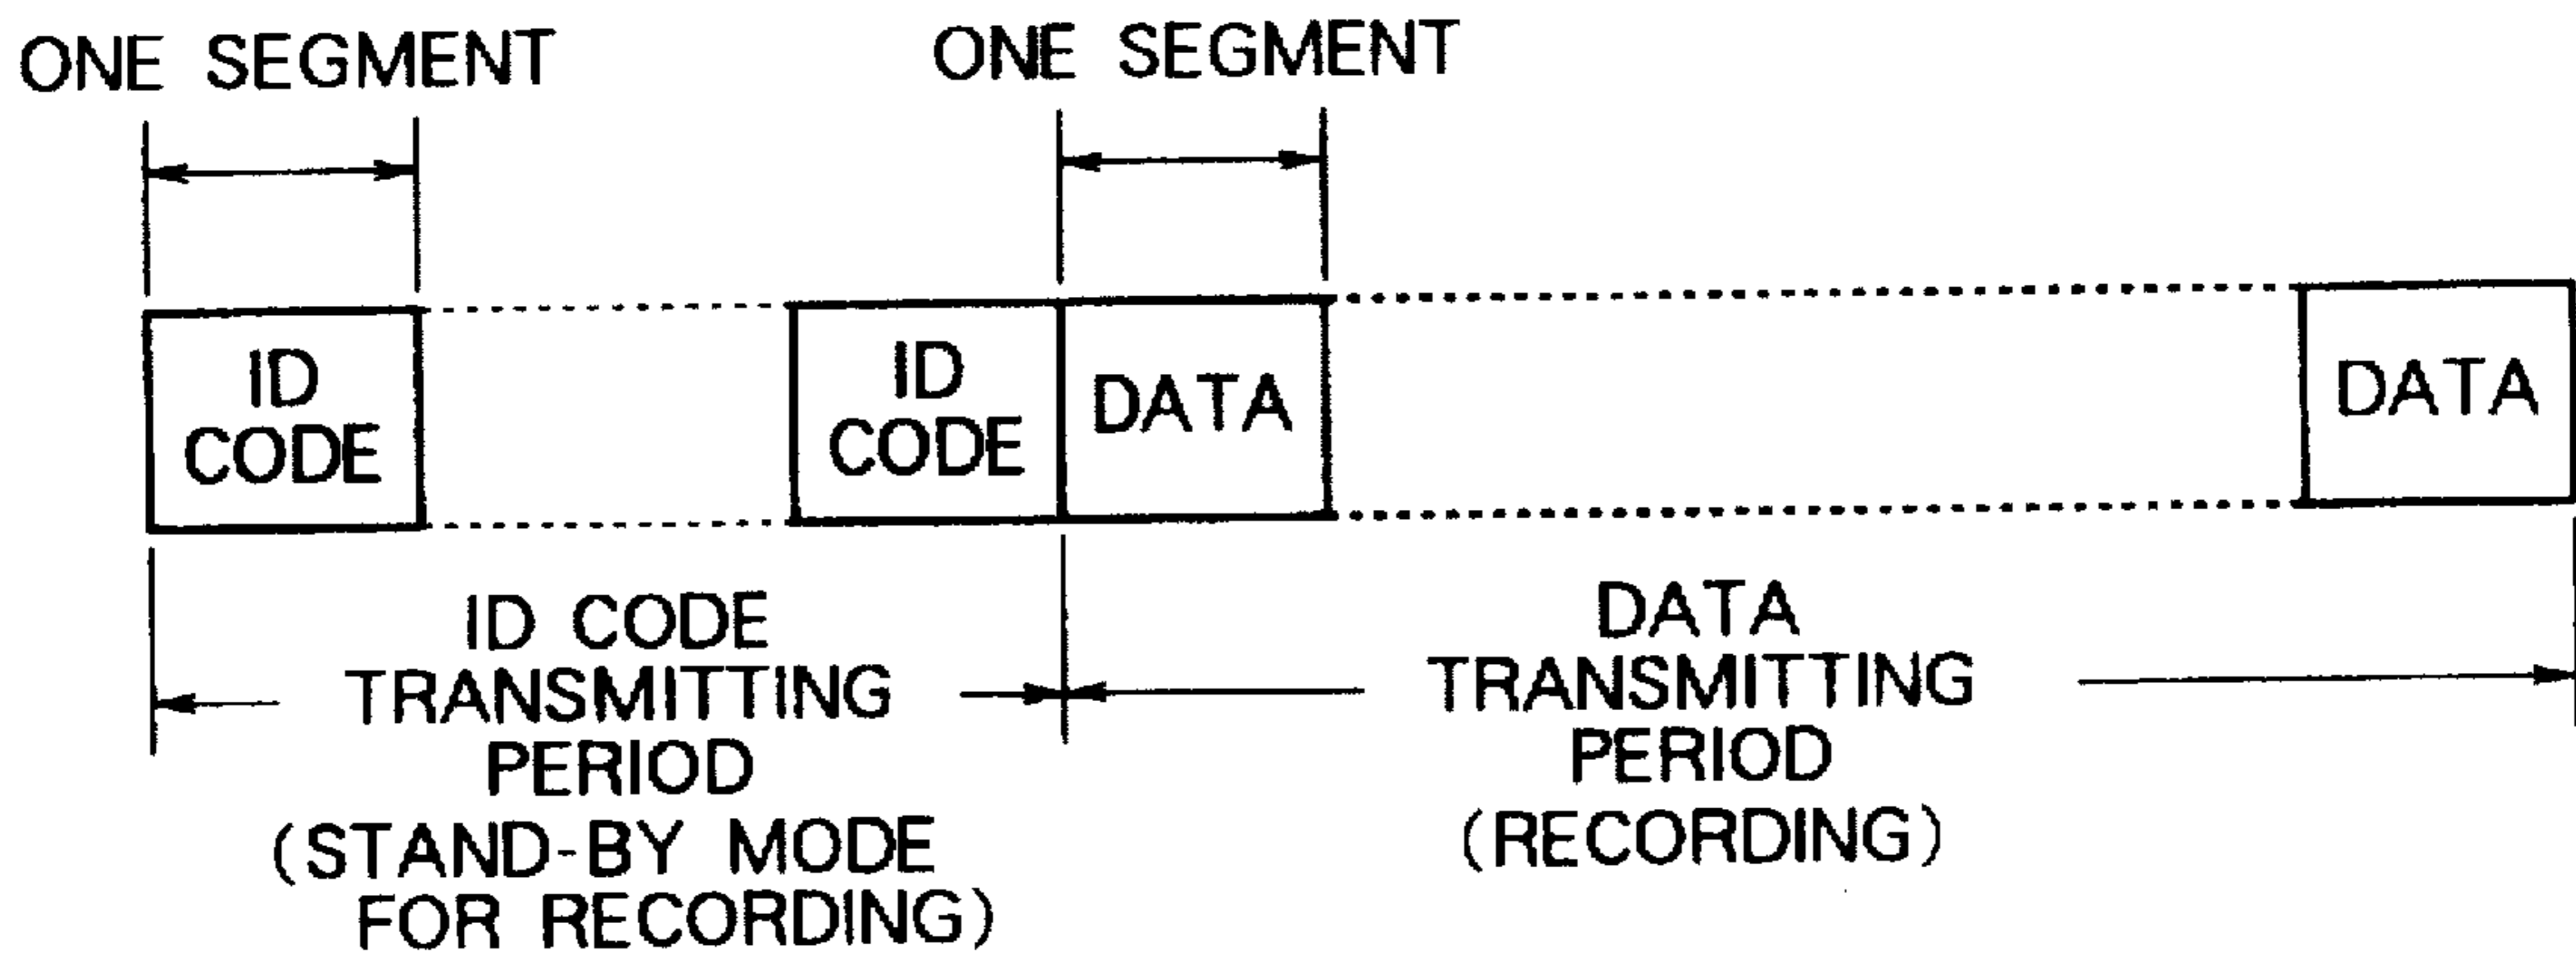 ONE SEGMENT
ONE SEGMENT
ID
CODE
ID
CODE
DATA
DATA
ID CODE
TRANSMITTING
PERIOD
(STAND-BY MODE
FOR RECORDING)
DATA
TRANSMITTING
PERIOD
(RECORDING)